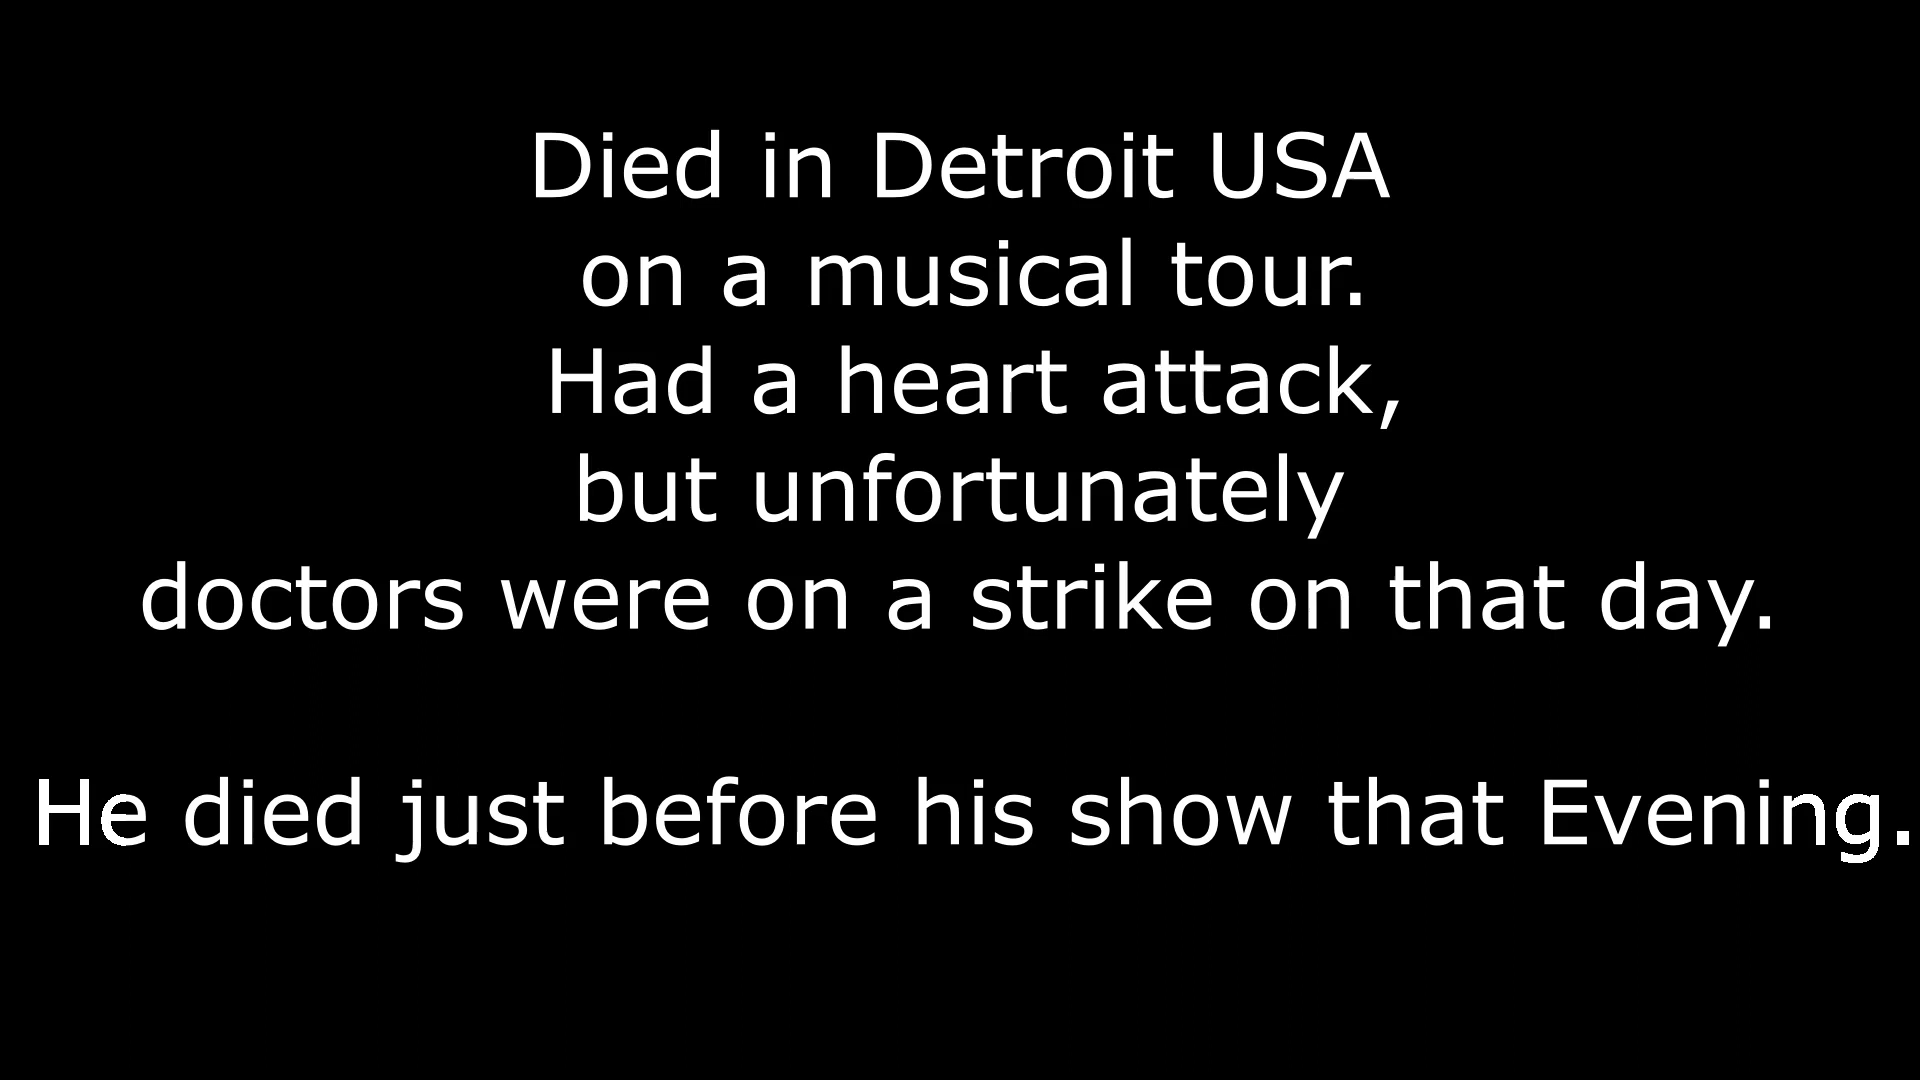 Died in Detroit USA
on a musical tour.
Had a heart attack,
but unfortunately
doctors were on a strike on that day.
He died just before his show that Evening.